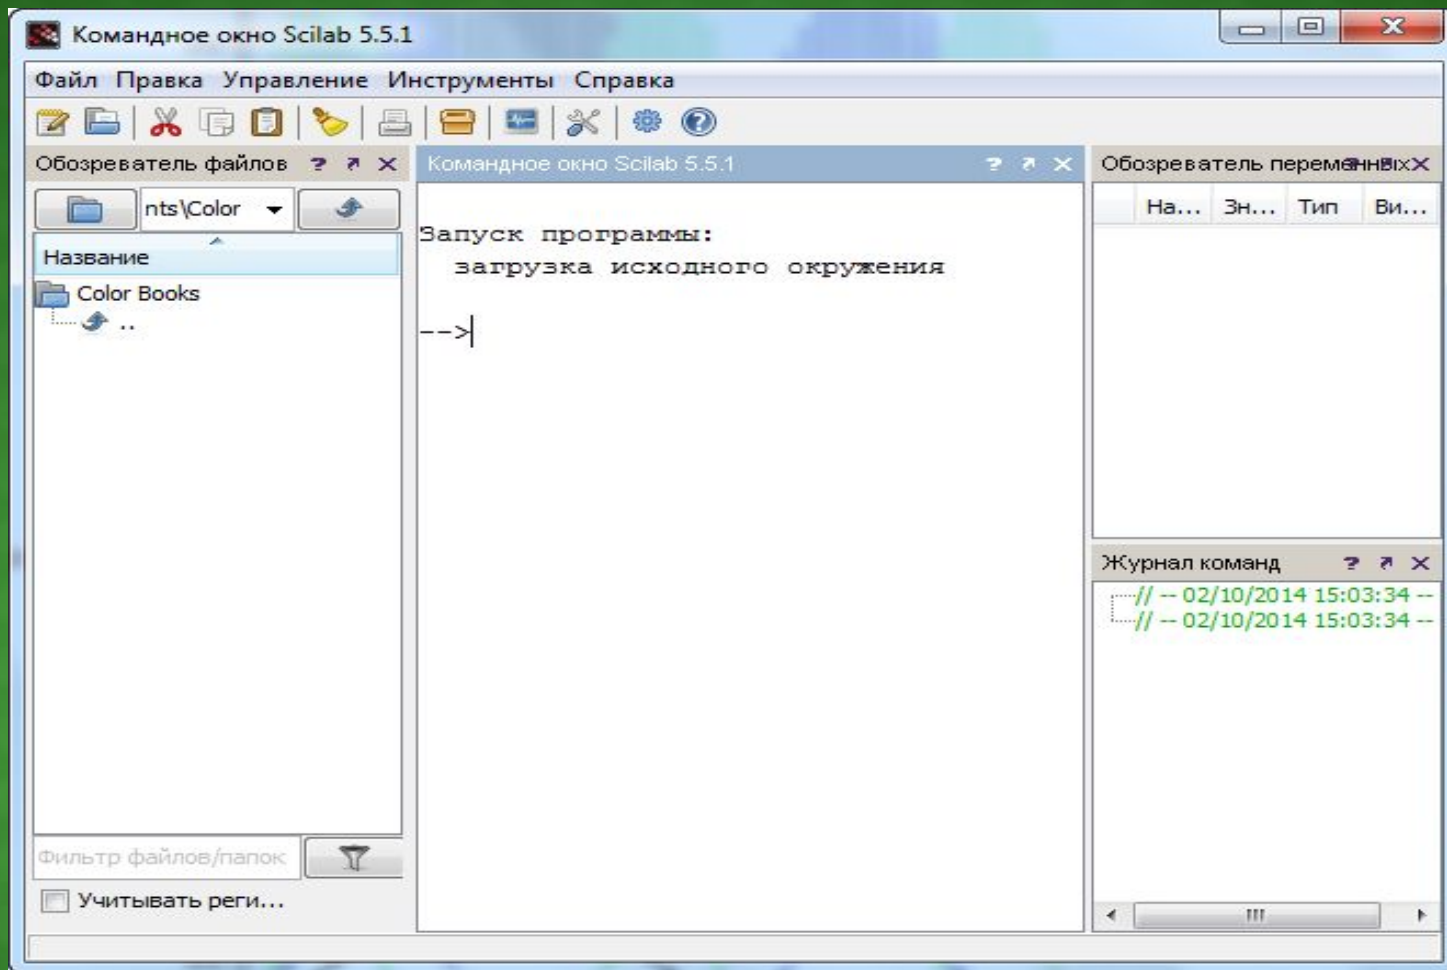 Командное окно Scilab 5.5.1
Файл Правка Управление Инструменты Справка
Обозреватель файлов
nts\Color
Название
Color Books
..
Фильтр файлов/папок
Учитывать реги...
Командное окно Scilab 5.5.1
Запуск программы:
загрузка исходного окружения
-->
Обозреватель переменных
На... Зн... Тип Ви...
Журнал команд
// -- 02/10/2014 15:03:34 --
// -- 02/10/2014 15:03:34 --